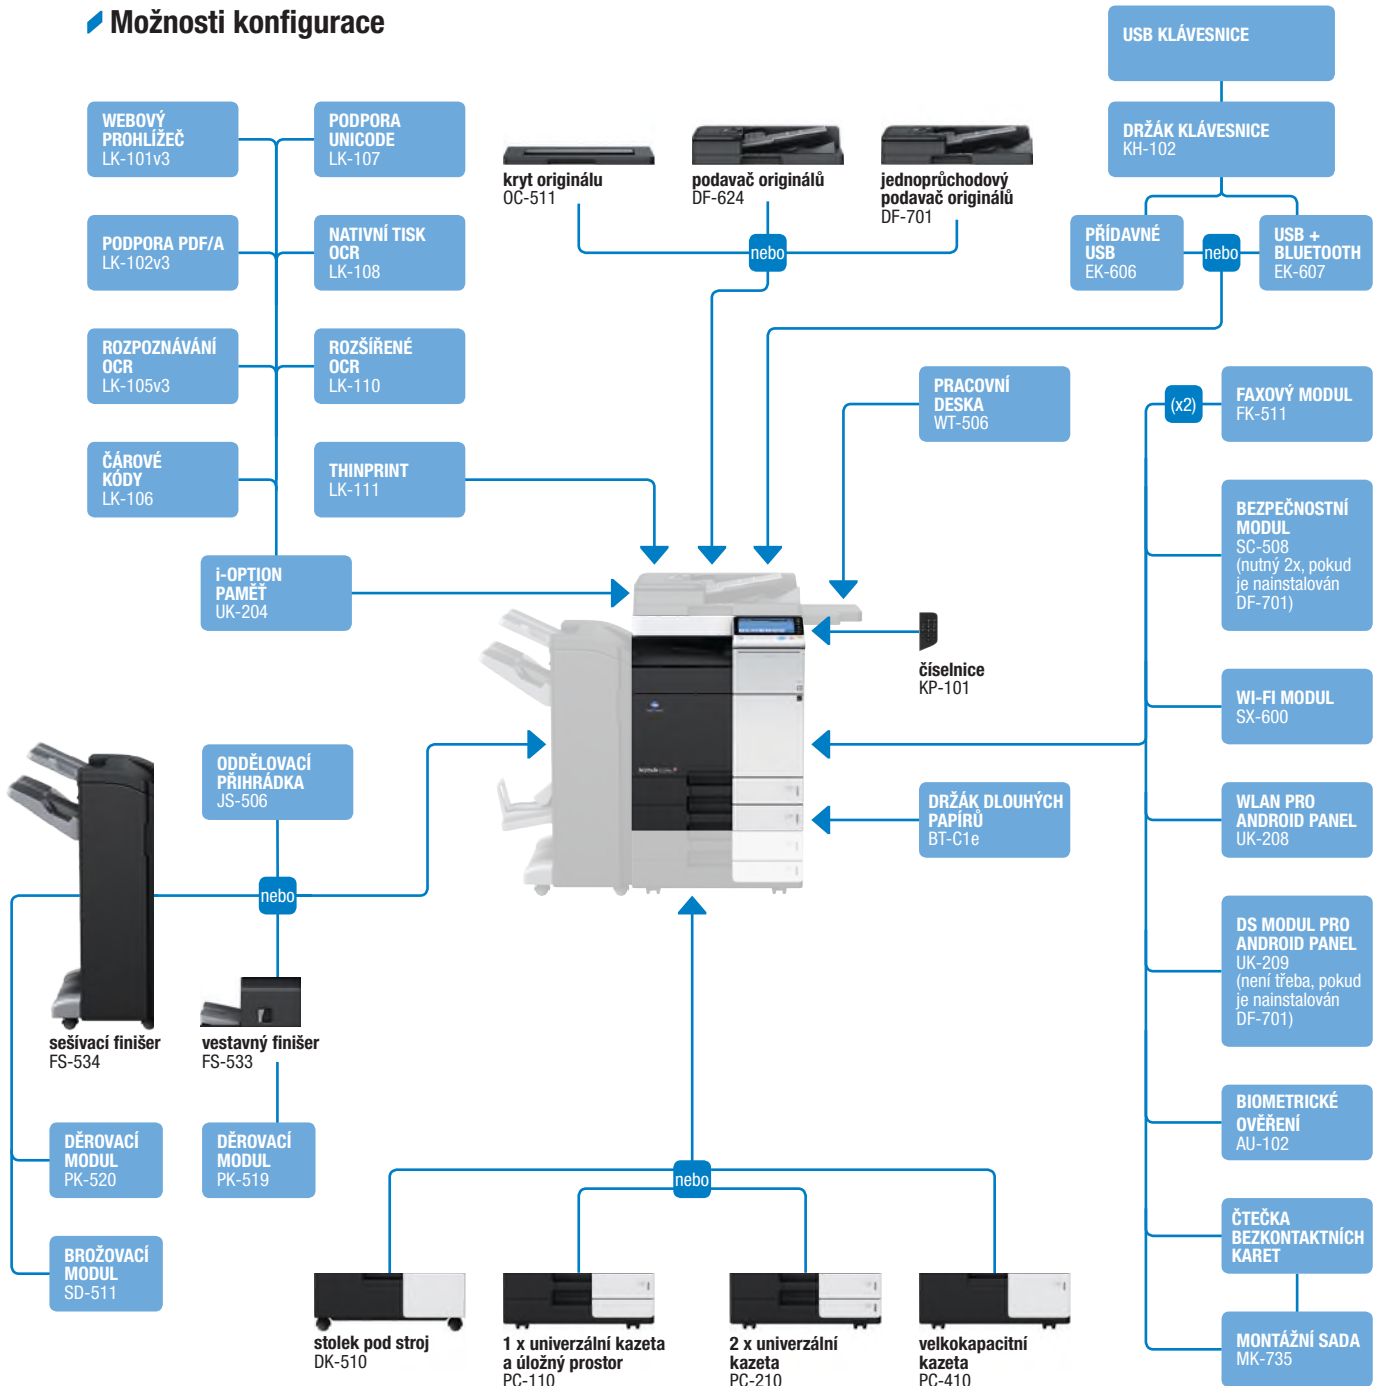 Možnosti konfigurace
USB KLÁVESNICE
DRŽÁK KLÁVESNICE
KH-102
PŘÍDAVNÉ
USB
EK-606
nebo
USB +
BLUETOOTH
EK-607
WEBOVÝ
PROHLÍŽEČ
LK-101v3
PODPORA
UNICODE
LK-107
PODPORA PDF/A
LK-102v3
NATIVNÍ TISK
OCR
LK-108
ROZPOZNÁVÁNÍ
OCR
LK-105v3
ROZŠÍŘENÉ
OCR
LK-110
ČÁROVÉ
KÓDY
LK-106
THINPRINT
LK-111
i-OPTION
PAMĚŤ
UK-204
kryt originálu
OC-511
podavač originálů
DF-624
jednoprůchodový
podavač originálů
DF-701
nebo
PRACOVNÍ
DESKA
WT-506
číselnice
KP-101
DRŽÁK DLOUHÝCH
PAPÍRŮ
BT-C1e
(x2)
FAXOVÝ MODUL
FK-511
BEZPEČNOSTNÍ
MODUL
SC-508
(nutný 2x, pokud
je nainstalován
DF-701)
WI-FI MODUL
SX-600
WLAN PRO
ANDROID PANEL
UK-208
DS MODUL PRO
ANDROID PANEL
UK-209
(není třeba, pokud
je nainstalován
DF-701)
BIOMETRICKÉ
OVĚŘENÍ
AU-102
ČTEČKA
BEZKONTAKTNÍCH
KARET
MONTÁŽNÍ SADA
MK-735
ODDĚLOVACÍ
PŘIHRÁDKA
JS-506
nebo
sešívací finišer
FS-534
vestavný finišer
FS-533
DĚROVACÍ
MODUL
PK-520
DĚROVACÍ
MODUL
PK-519
BROŽOVACÍ
MODUL
SD-511
nebo
stolek pod stroj
DK-510
1 x univerzální kazeta
a úložný prostor
PC-110
2 x univerzální
kazeta
PC-210
velkokapacitní
kazeta
PC-410